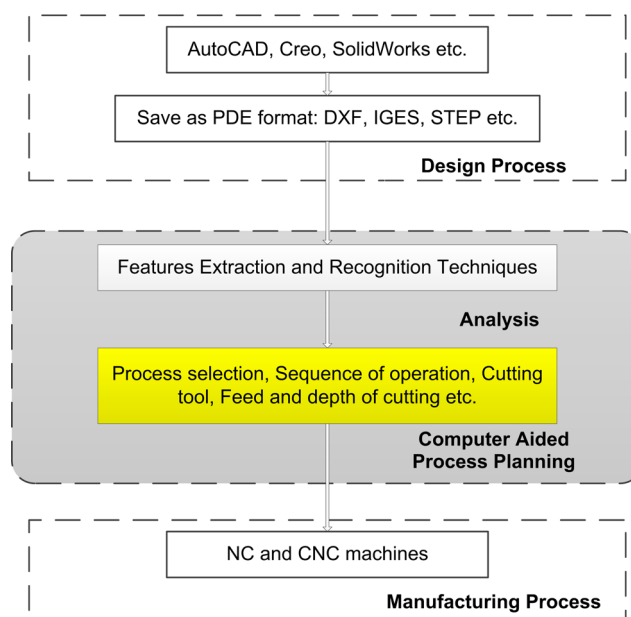 AutoCAD, Creo, SolidWorks etc.
Save as PDE format: DXF, IGES, STEP etc.
Design Process
Features Extraction and Recognition Techniques
Analysis
Process selection, Sequence of operation, Cutting
tool, Feed and depth of cutting etc.
Computer Aided
Process Planning
NC and CNC machines
Manufacturing Process